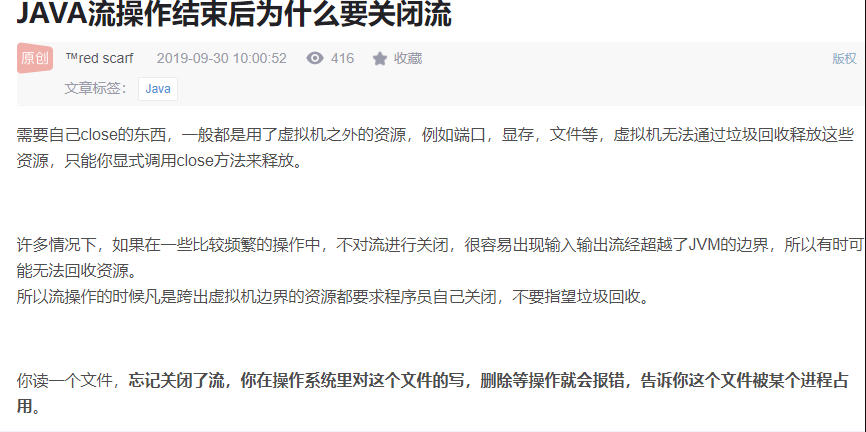 JAVA流操作结束后为什么要关闭流
原创 ™red scarf 2019-09-30 10:00:52 416 收藏 版权
文章标签： Java
需要自己close的东西，一般都是用了虚拟机之外的资源，例如端口，显存，文件等，虚拟机无法通过垃圾回收释放这些
资源，只能你显式调用close方法来释放。
许多情况下，如果在一些比较频繁的操作中，不对流进行关闭，很容易出现输入输出流经超越了JVM的边界，所以有时可
能无法回收资源。
所以流操作的时候凡是跨出虚拟机边界的资源都要求程序员自己关闭，不要指望垃圾回收。
你读一个文件，忘记关闭了流，你在操作系统里对这个文件的写，删除等操作就会报错，告诉你这个文件被某个进程占
用。